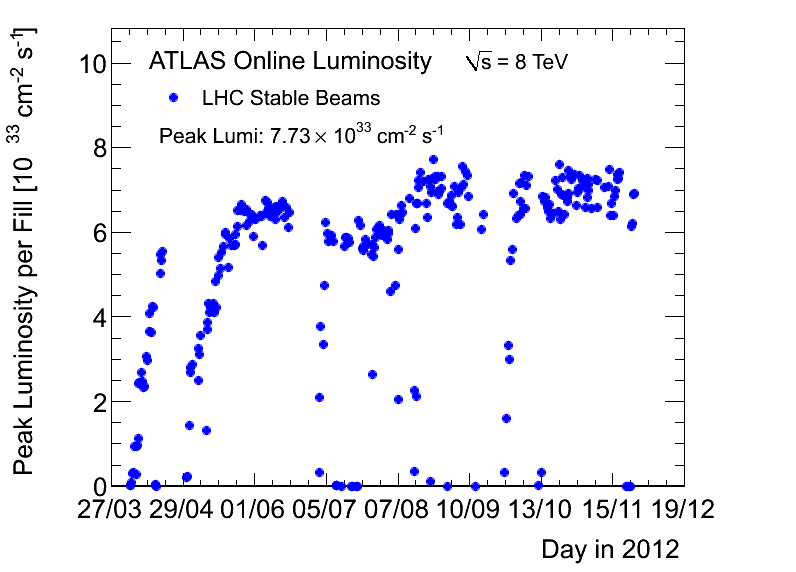 ATLAS Online Luminosity √s = 8 TeV
LHC Stable Beams
Peak Lumi: 7.73 × 10³³ cm⁻² s⁻¹
Peak Luminosity per Fill [10³³ cm⁻² s⁻¹]
10
8
6
4
2
0
27/03 29/04 01/06 05/07 07/08 10/09 13/10 15/11 19/12
Day in 2012